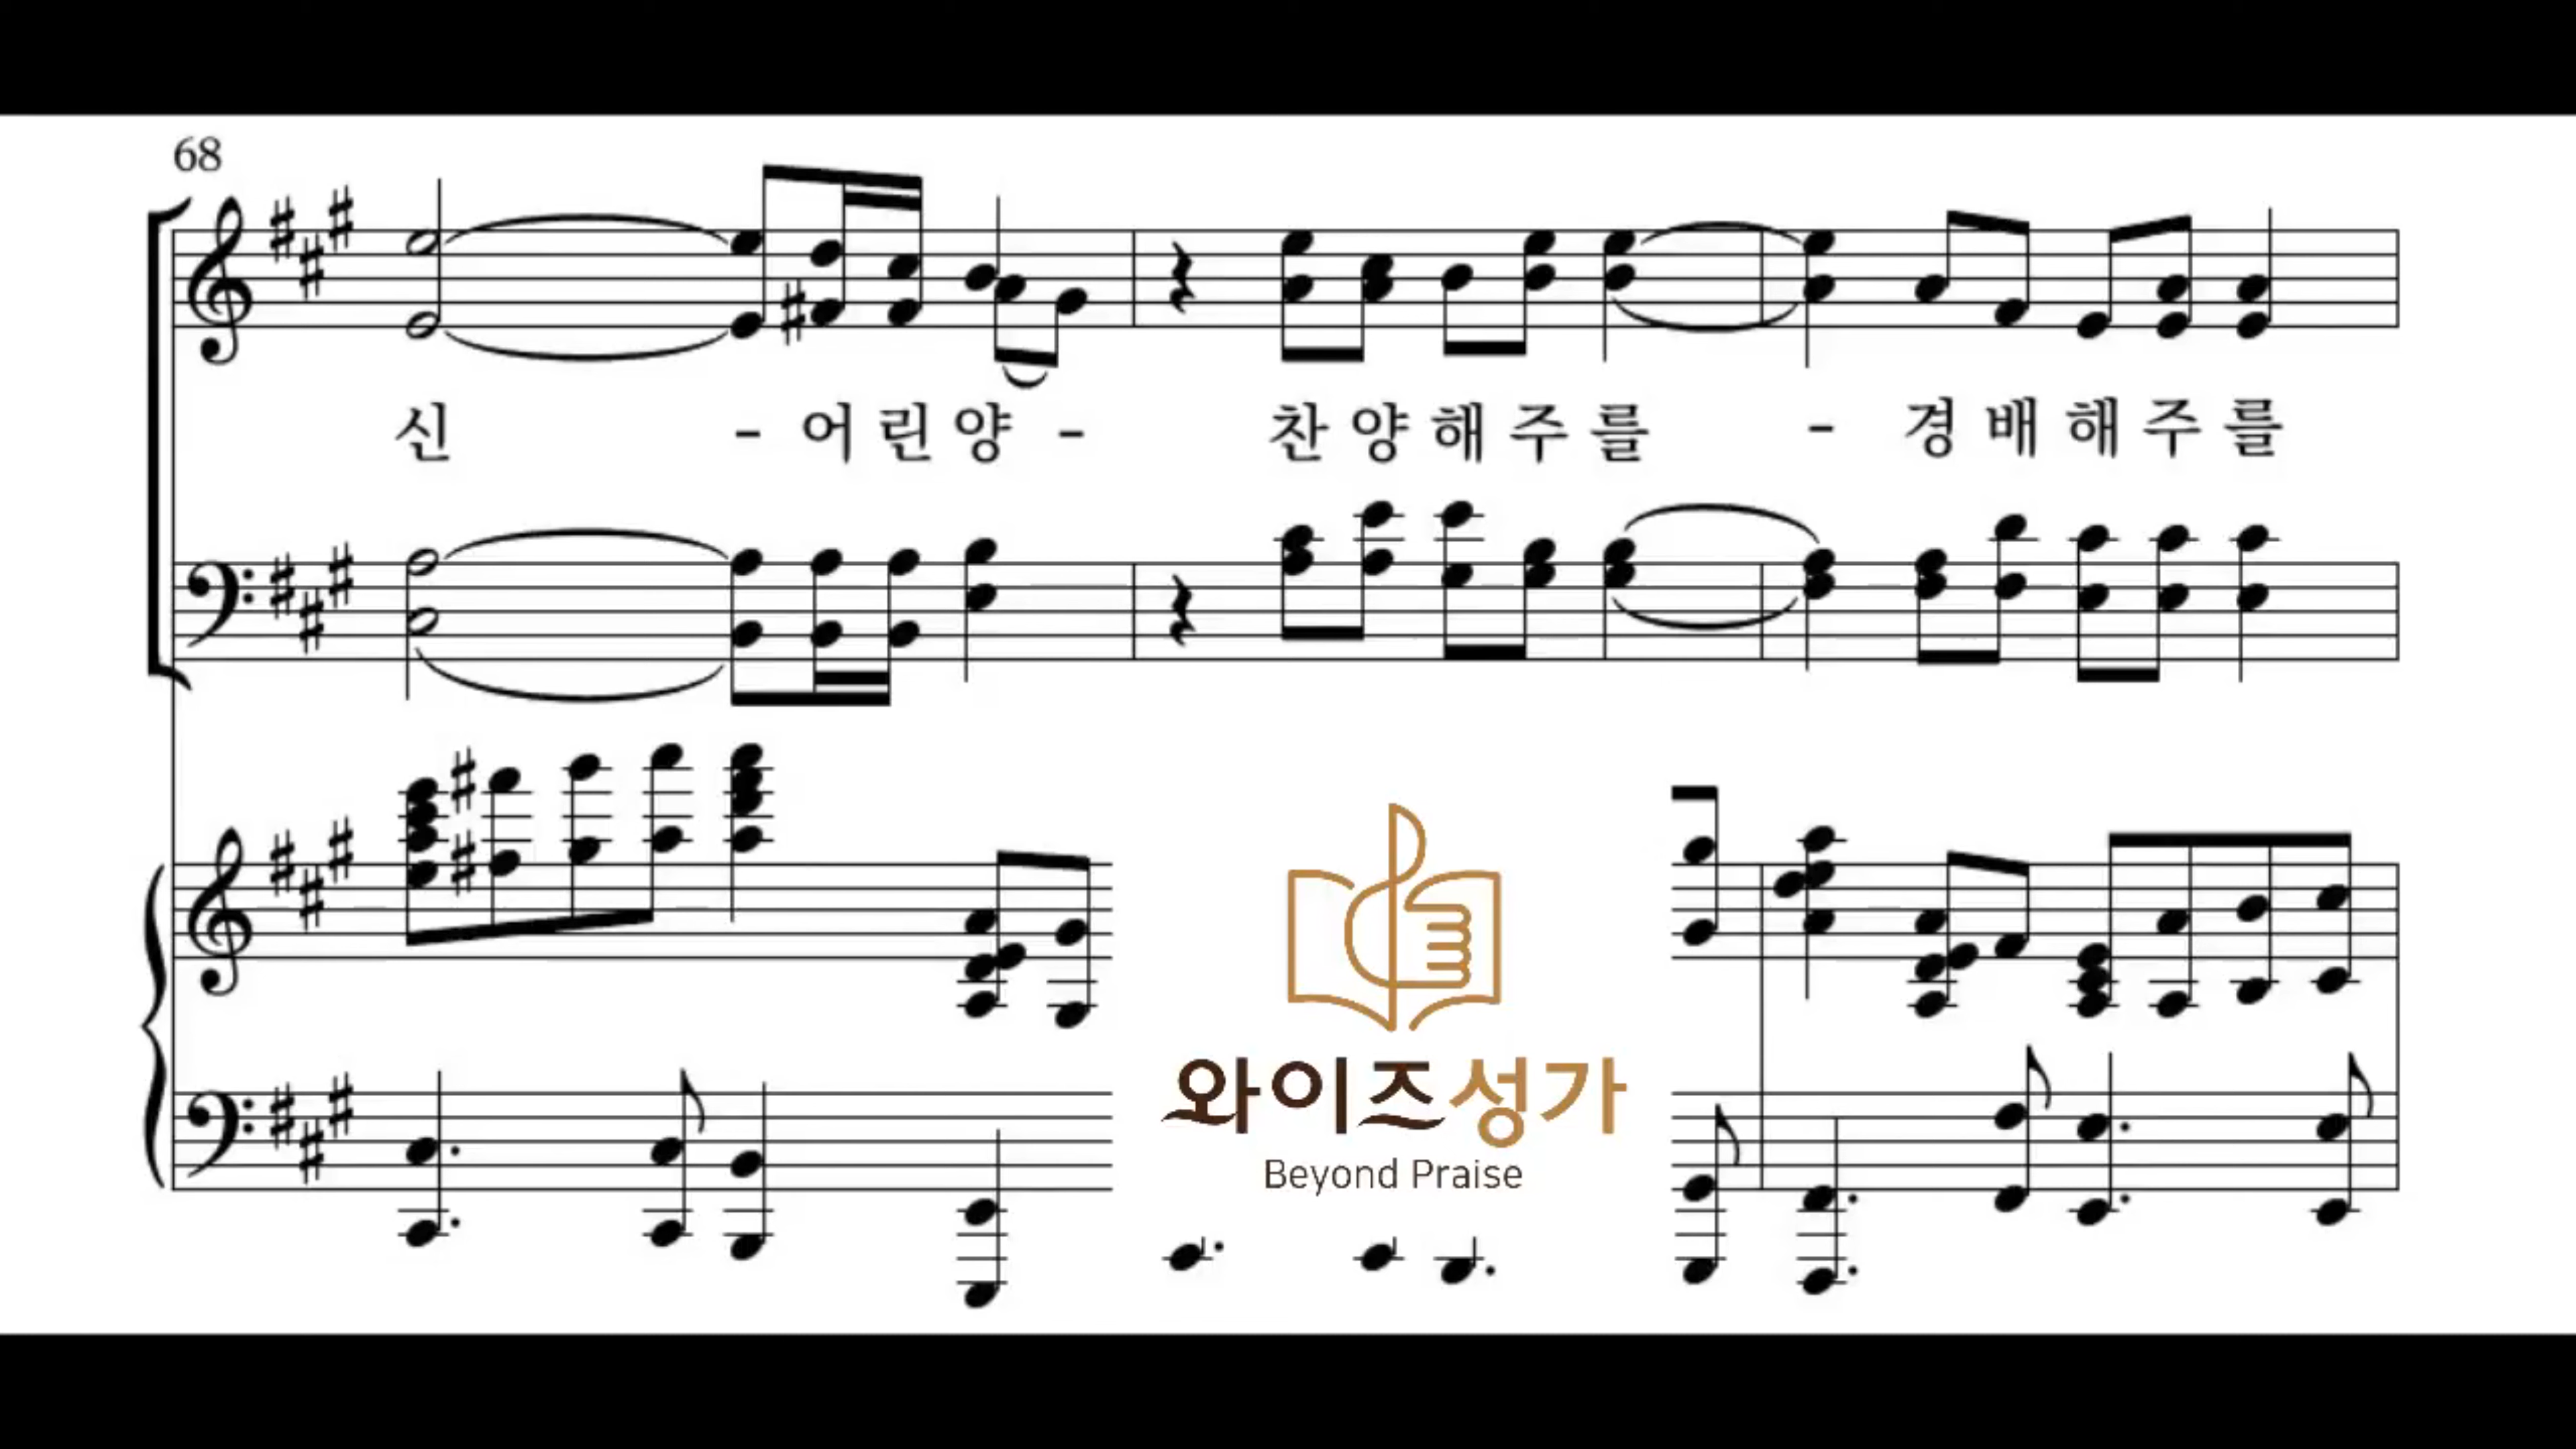 68
신 - 어 린 양 - 찬 양 해 주 를 - 경 배 해 주 를
와이즈성가
Beyond Praise